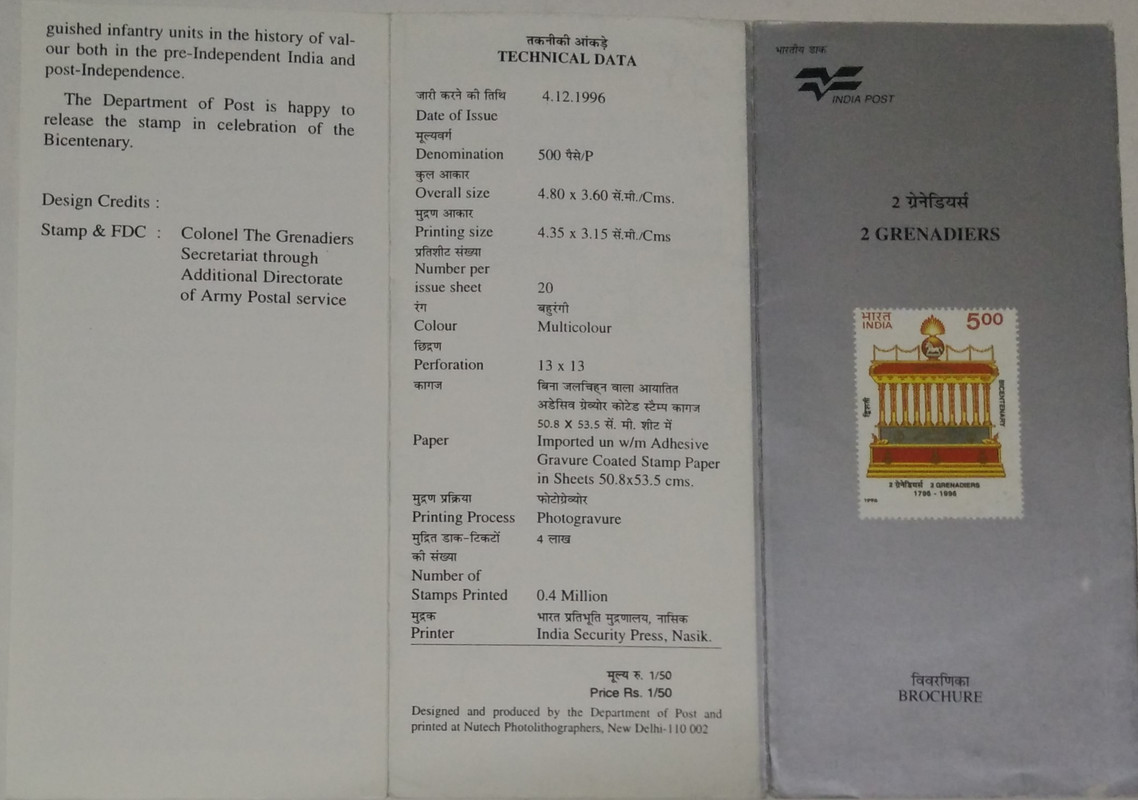 guished infantry units in the history of val-
our both in the pre-Independent India and
post-Independence.
The Department of Post is happy to
release the stamp in celebration of the
Bicentenary.
Design Credits :
Stamp & FDC : Colonel The Grenadiers
Secretariat through
Additional Directorate
of Army Postal service
तकनीकी आंकड़े
TECHNICAL DATA
जारी करने की तिथि 4.12.1996
Date of Issue
मूल्यवर्ग
Denomination 500 पैसे/P
कुल आकार
Overall size 4.80 x 3.60 सें.मी./Cms.
मुद्रण आकार
Printing size 4.35 x 3.15 सें.मी./Cms
प्रतिशीट संख्या
Number per
issue sheet 20
रंग बहुरंगी
Colour Multicolour
छिद्रण
Perforation 13 x 13
कागज बिना जलचिह्न वाला आयातित
अडेसिव ग्रेव्योर कोटेड स्टैम्प कागज
50.8 X 53.5 सें. मी. शीट में
Paper Imported un w/m Adhesive
Gravure Coated Stamp Paper
in Sheets 50.8x53.5 cms.
मुद्रण प्रक्रिया फोटोग्रेव्योर
Printing Process Photogravure
मुद्रित डाक-टिकटों 4 लाख
की संख्या
Number of
Stamps Printed 0.4 Million
मुद्रक भारत प्रतिभूति मुद्रणालय, नासिक
Printer India Security Press, Nasik.
मूल्य रु. 1/50
Price Rs. 1/50
Designed and produced by the Department of Post and
printed at Nutech Photolithographers, New Delhi-110 002
भारतीय डाक
INDIA POST
2 ग्रेनेडियर्स
2 GRENADIERS
भारत
INDIA 500
BICENTENARY
2 ग्रेनेडियर्स 2 GRENADIERS
1796 - 1996
1996
विवरणिका
BROCHURE